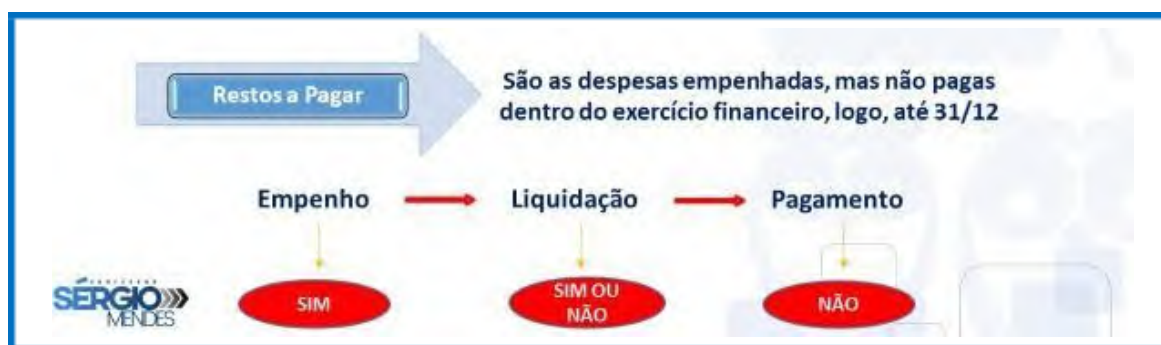 Restos a Pagar
São as despesas empenhadas, mas não pagas
dentro do exercício financeiro, logo, até 31/12
Empenho
Liquidação
Pagamento
SIM
SIM OU
NÃO
NÃO
PROFESSOR
SÉRGIO
MENDES